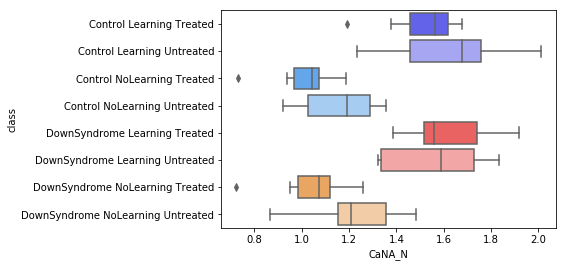 Control Learning Treated
Control Learning Untreated
Control NoLearning Treated
Control NoLearning Untreated
DownSyndrome Learning Treated
DownSyndrome Learning Untreated
DownSyndrome NoLearning Treated
DownSyndrome NoLearning Untreated
class
0.8 1.0 1.2 1.4 1.6 1.8 2.0
CaNA_N